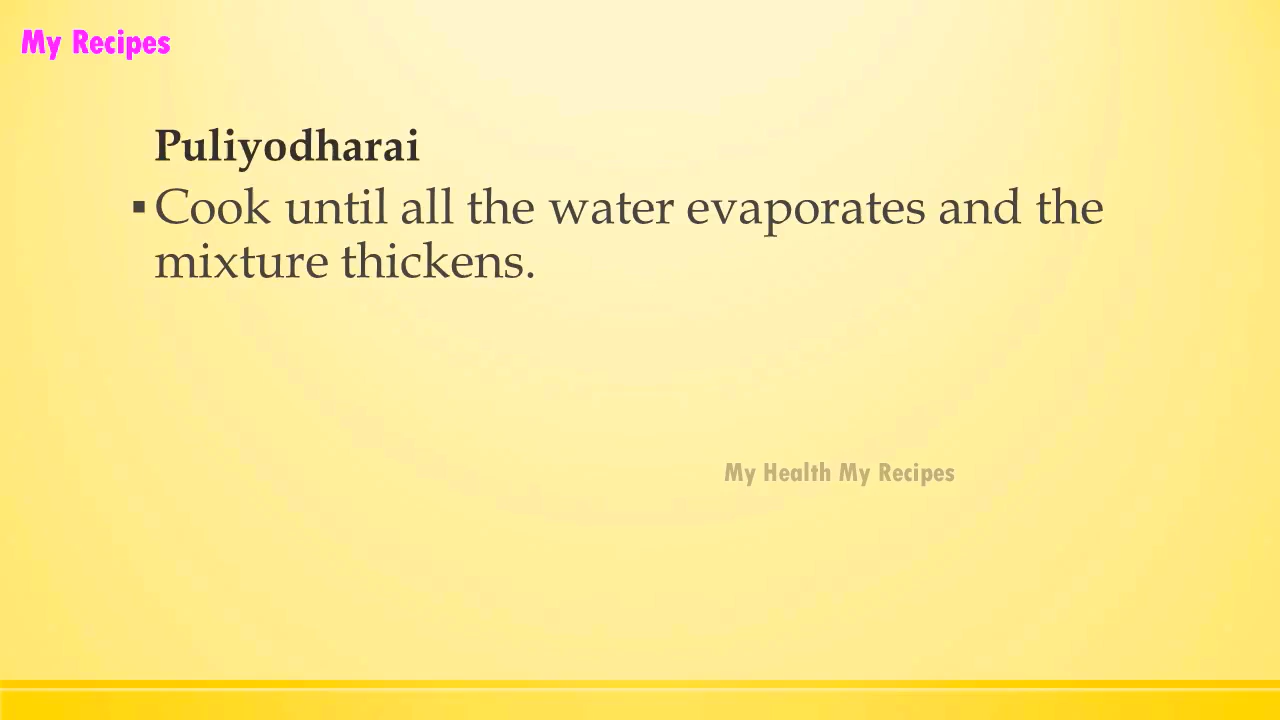 My Recipes
Puliyodharai
▪ Cook until all the water evaporates and the
mixture thickens.
My Health My Recipes